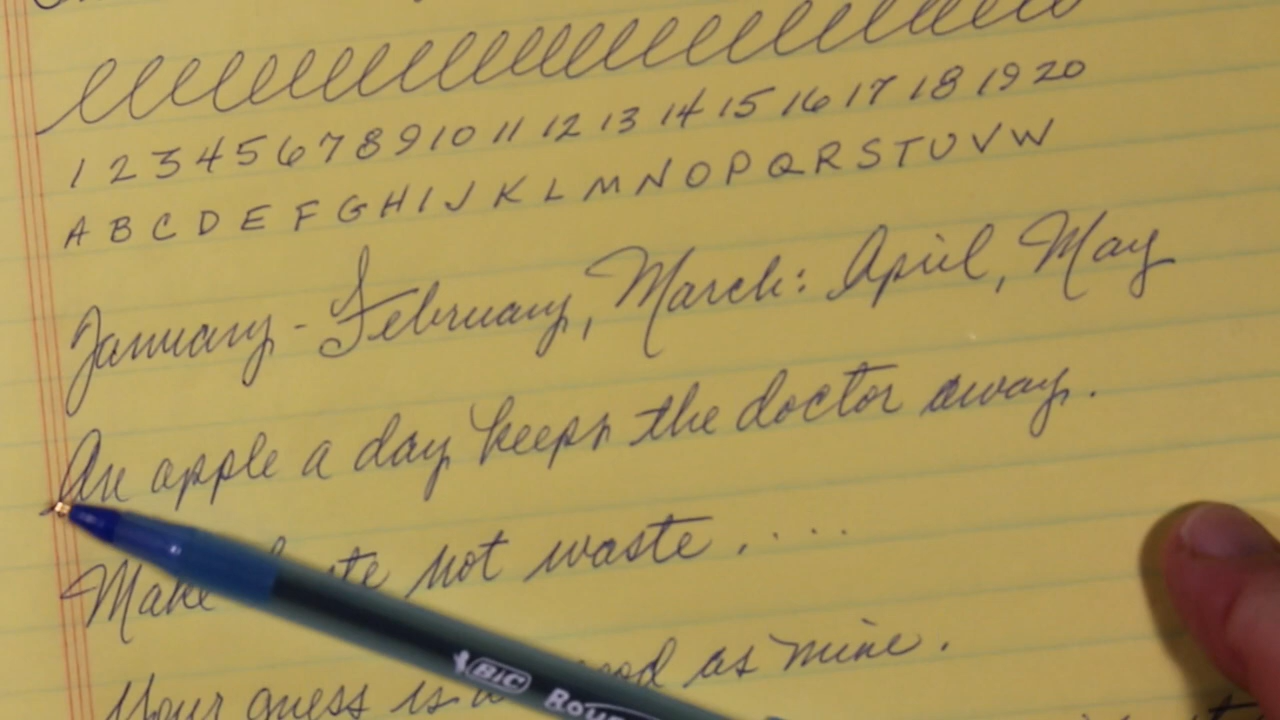 1 2 3 4 5 6 7 8 9 10 11 12 13 14 15 16 17 18 19 20
A B C D E F G H I J K L M N O P Q R S T U V W
January - February, March: April, May
An apple a day keeps the doctor away.
Make not waste, . . . .
Your guess is as mine.
BIC